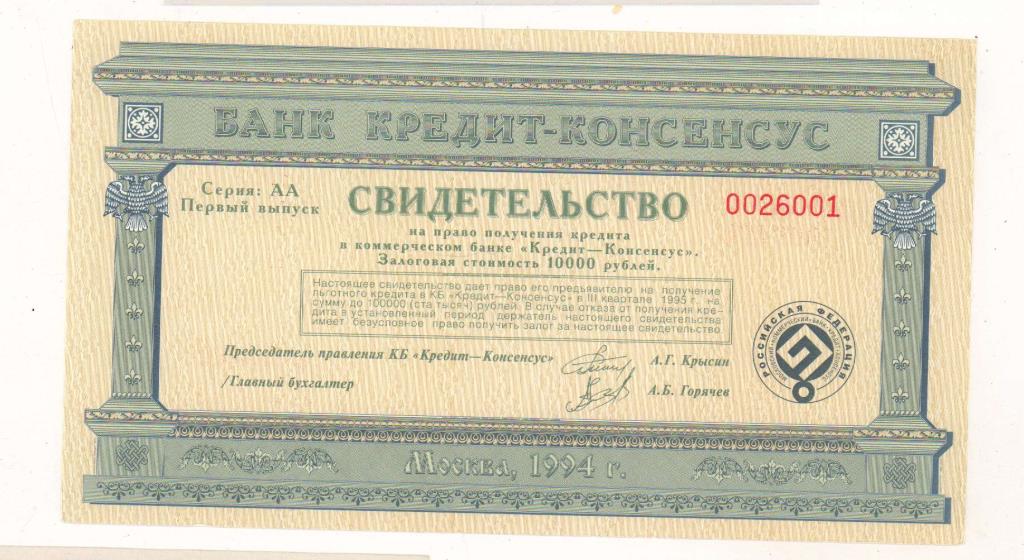 БАНК КРЕДИТ-КОНСЕНСУС
Серия: АА
Первый выпуск
СВИДЕТЕЛЬСТВО
0026001
на право получения кредита
в коммерческом банке «Кредит—Консенсус».
Залоговая стоимость 10000 рублей.
Настоящее свидетельство дает право его предъявителю на получение
льготного кредита в КБ «Кредит—Консенсус» в III квартале 1995 г. на
сумму до 100000 (ста тысяч) рублей. В случае отказа от получения кре-
дита в установленный период держатель настоящего свидетельства
имеет безусловное право получить залог за настоящее свидетельство
Председатель правления КБ «Кредит—Консенсус»
А.Г. Крысин
/Главный бухгалтер
А.Б. Горячев
РОССИЙСКАЯ ФЕДЕРАЦИЯ
Москва, 1994 г.